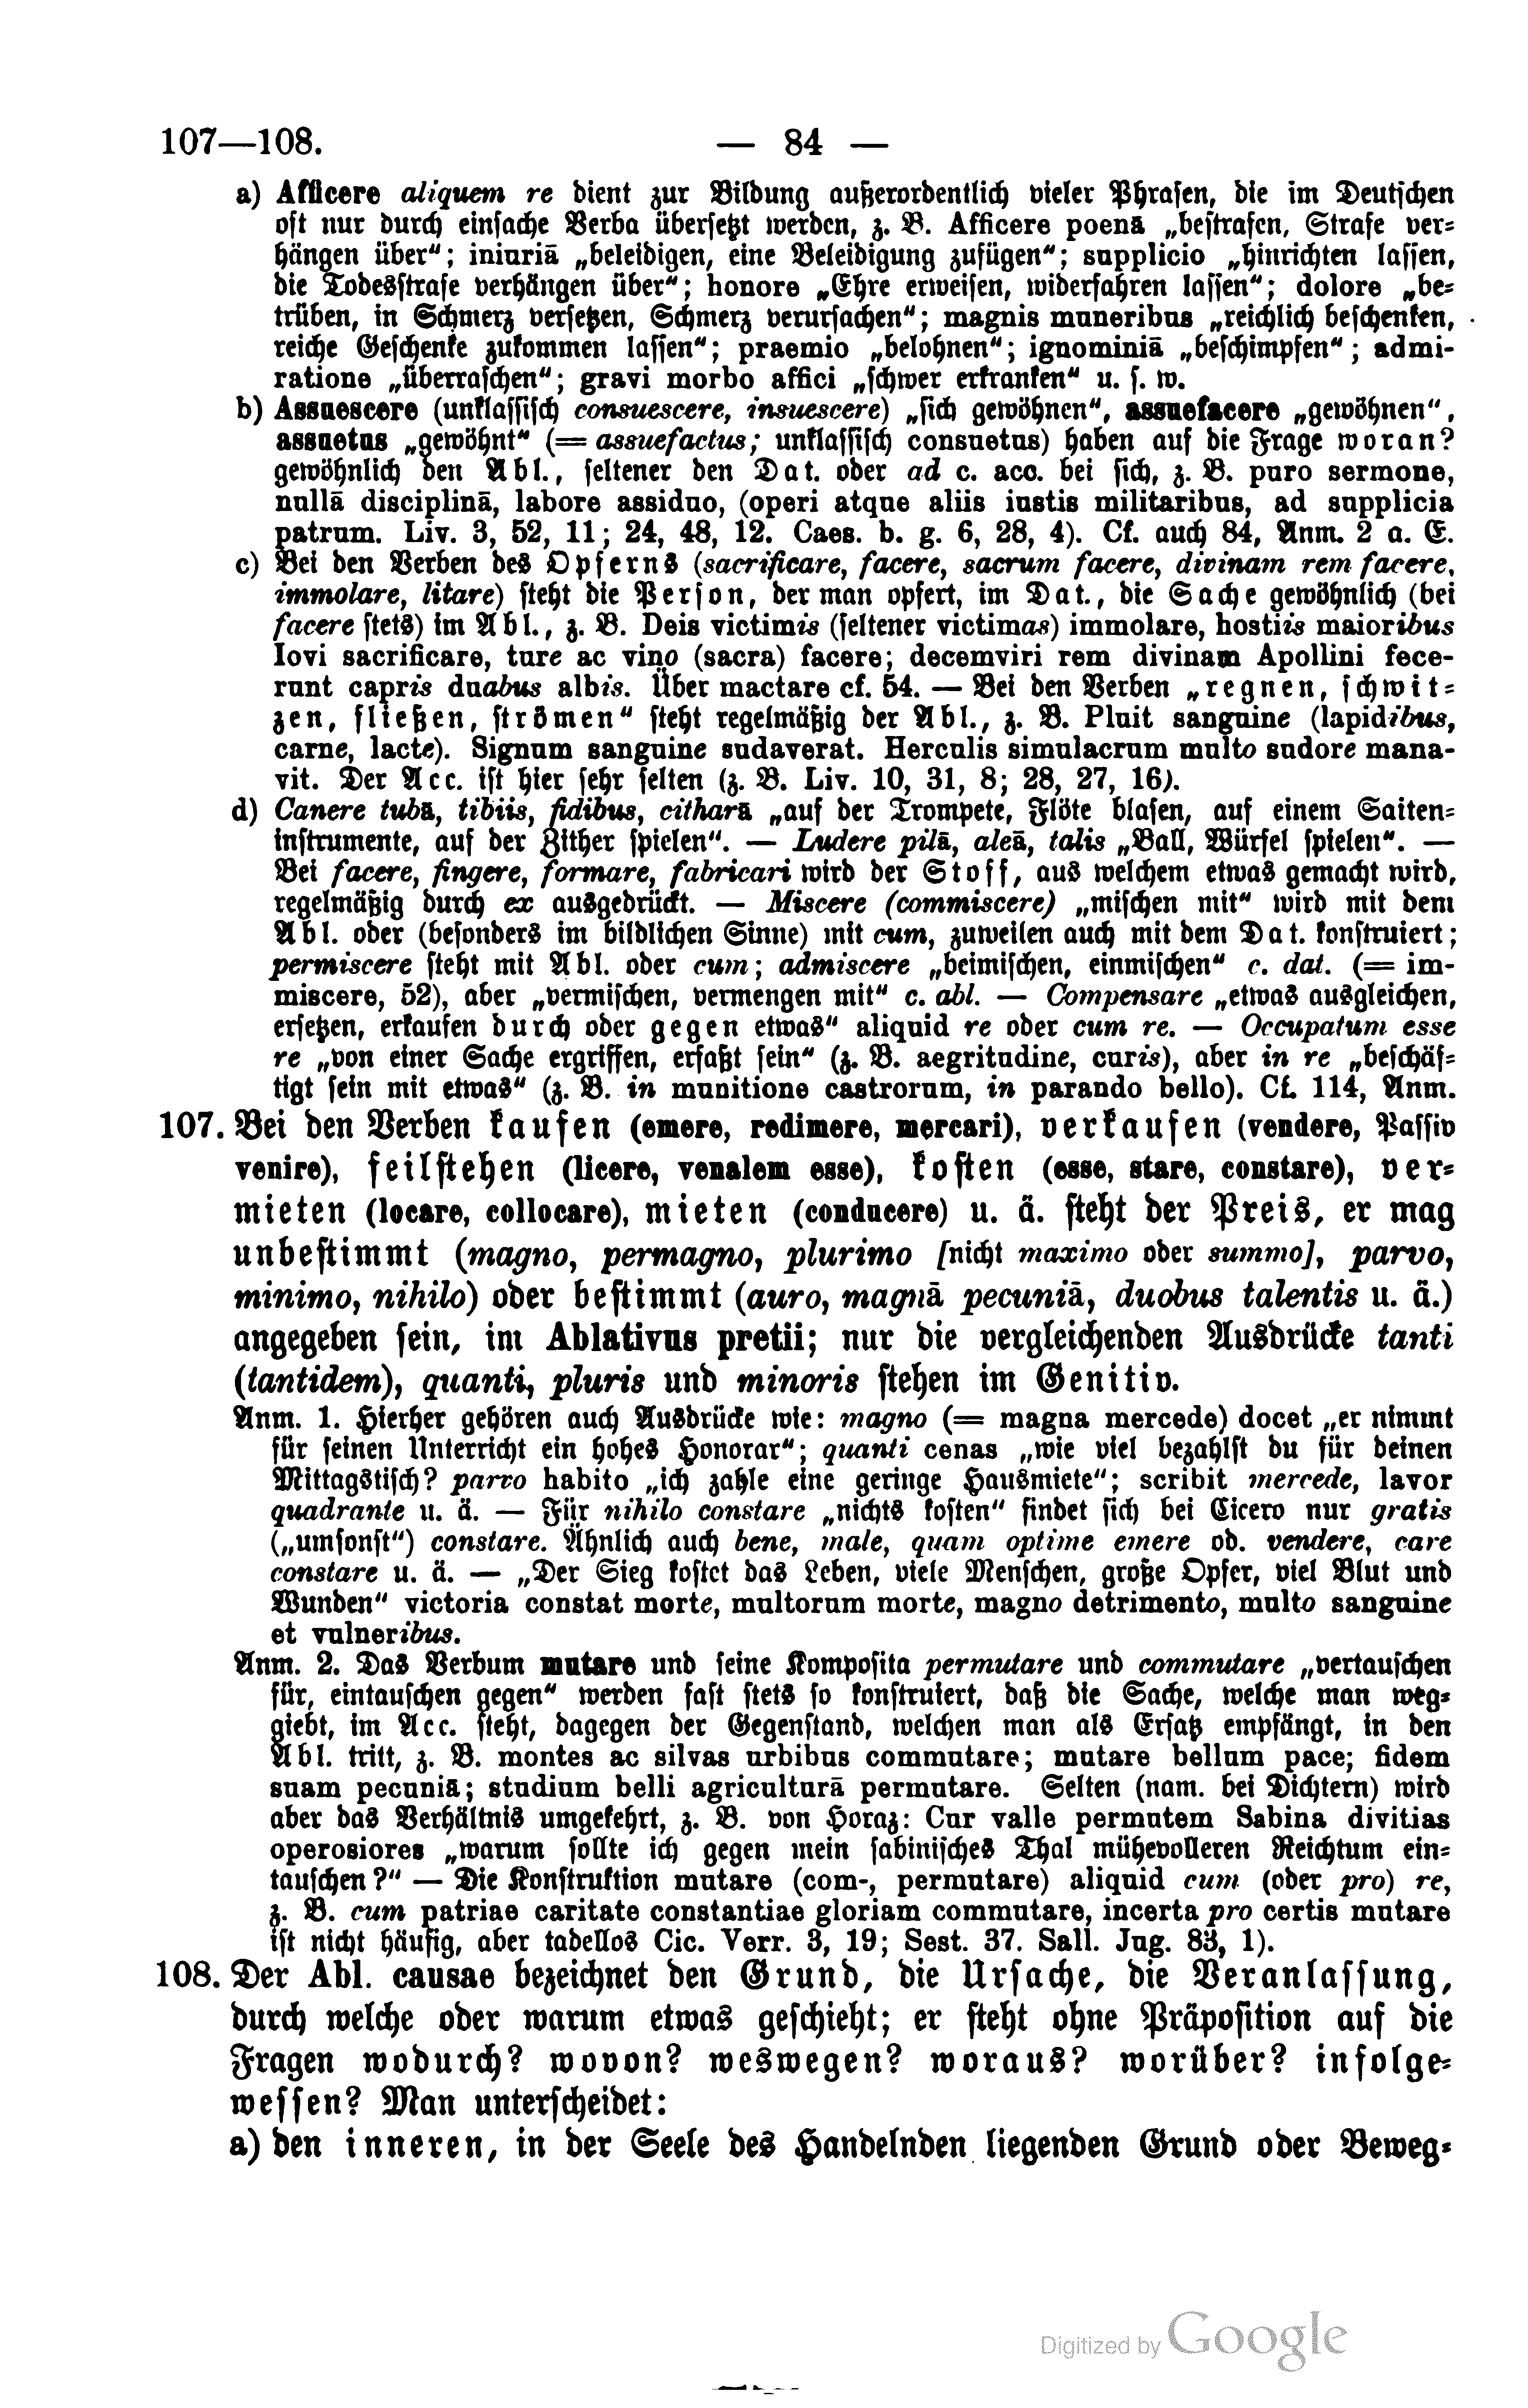 107—108.
— 84 —
a) Afficere aliquem re dient zur Bildung außerordentlich vieler Phrasen, die im Deutschen
oft nur durch einfache Verba übersetzt werden, z. B. Afficere poenā „bestrafen, Strafe ver-
hängen über“; iniuriā „beleidigen, eine Beleidigung zufügen“; supplicio „hinrichten lassen,
die Todesstrafe verhängen über“; honore „Ehre erweisen, widerfahren lassen“; dolore „be-
trüben, in Schmerz versetzen, Schmerz verursachen“; magnis muneribus „reichlich beschenken,
reiche Geschenke zukommen lassen“; praemio „belohnen“; ignominiā „beschimpfen“; admi-
ratione „überraschen“; gravi morbo affici „schwer erkranken“ u. s. w.
b) Assuescere (unklassisch consuescere, insuescere) „sich gewöhnen“, assuefacere „gewöhnen“,
assuetus „gewöhnt“ (= assuefactus; unklassisch consuetus) haben auf die Frage woran?
gewöhnlich den Abl., seltener den Dat. oder ad c. acc. bei sich, z. B. puro sermone,
nullā disciplinā, labore assiduo, (operi atque aliis iustis militaribus, ad supplicia
patrum. Liv. 3, 52, 11; 24, 48, 12. Caes. b. g. 6, 28, 4). Cf. auch 84, Anm. 2 a. E.
c) Bei den Verben des Opferns (sacrificare, facere, sacrum facere, divinam rem facere,
immolare, litare) steht die Person, der man opfert, im Dat., die Sache gewöhnlich (bei
facere stets) im Abl., z. B. Deis victimis (seltener victimas) immolare, hostiis maioribus
Iovi sacrificare, ture ac vino (sacra) facere; decemviri rem divinam Apollini fece-
runt capris duabus albis. Über mactare cf. 54. — Bei den Verben „regnen, schwit-
zen, fließen, strömen“ steht regelmäßig der Abl., z. B. Pluit sanguine (lapidibus,
carne, lacte). Signum sanguine sudaverat. Herculis simulacrum multo sudore mana-
vit. Der Acc. ist hier sehr selten (z. B. Liv. 10, 31, 8; 28, 27, 16).
d) Canere tubā, tibiis, fidibus, citharā „auf der Trompete, Flöte blasen, auf einem Saiten-
instrumente, auf der Zither spielen“. — Ludere pilā, aleā, talis „Ball, Würfel spielen“. —
Bei facere, fingere, formare, fabricari wird der Stoff, aus welchem etwas gemacht wird,
regelmäßig durch ex ausgedrückt. — Miscere (commiscere) „mischen mit“ wird mit dem
Abl. oder (besonders im bildlichen Sinne) mit cum, zuweilen auch mit dem Dat. konstruiert;
permiscere steht mit Abl. oder cum; admiscere „beimischen, einmischen“ c. dat. (= im-
miscere, 52), aber „vermischen, vermengen mit“ c. abl. — Compensare „etwas ausgleichen,
ersetzen, erkaufen durch oder gegen etwas“ aliquid re oder cum re. — Occupatum esse
re „von einer Sache ergriffen, erfaßt sein“ (z. B. aegritudine, curis), aber in re „beschäf-
tigt sein mit etwas“ (z. B. in munitione castrorum, in parando bello). Cf. 114, Anm.
107. Bei den Verben kaufen (emere, redimere, mercari), verkaufen (vendere, Passiv
venire), feilstehen (licere, venalem esse), kosten (esse, stare, constare), ver-
mieten (locare, collocare), mieten (conducere) u. ä. steht der Preis, er mag
unbestimmt (magno, permagno, plurimo [nicht maximo oder summo], parvo,
minimo, nihilo) oder bestimmt (auro, magnā pecuniā, duobus talentis u. ä.)
angegeben sein, im Ablativus pretii; nur die vergleichenden Ausdrücke tanti
(tantidem), quanti, pluris und minoris stehen im Genitiv.
Anm. 1. Hierher gehören auch Ausdrücke wie: magno (= magna mercede) docet „er nimmt
für seinen Unterricht ein hohes Honorar“; quanti cenas „wie viel bezahlst du für deinen
Mittagstisch? parvo habito „ich zahle eine geringe Hausmiete“; scribit mercede, lavor
quadrante u. ä. — Für nihilo constare „nichts kosten“ findet sich bei Cicero nur gratis
(„umsonst“) constare. Ähnlich auch bene, male, quam optime emere od. vendere, care
constare u. ä. — „Der Sieg kostet das Leben, viele Menschen, große Opfer, viel Blut und
Wunden“ victoria constat morte, multorum morte, magno detrimento, multo sanguine
et vulneribus.
Anm. 2. Das Verbum mutare und seine Komposita permutare und commutare „vertauschen
für, eintauschen gegen“ werden fast stets so konstruiert, daß die Sache, welche man weg-
giebt, im Acc. steht, dagegen der Gegenstand, welchen man als Ersatz empfängt, in den
Abl. tritt, z. B. montes ac silvas urbibus commutare; mutare bellum pace; fidem
suam pecuniā; studium belli agriculturā permutare. Selten (nam. bei Dichtern) wird
aber das Verhältnis umgekehrt, z. B. von Horaz: Cur valle permutem Sabina divitias
operosiores „warum sollte ich gegen mein sabinisches Thal mühevolleren Reichtum ein-
tauschen?“ — Die Konstruktion mutare (com-, permutare) aliquid cum (oder pro) re,
z. B. cum patriae caritate constantiae gloriam commutare, incerta pro certis mutare
ist nicht häufig, aber tadellos Cic. Verr. 3, 19; Sest. 37. Sall. Jug. 83, 1).
108. Der Abl. causae bezeichnet den Grund, die Ursache, die Veranlassung,
durch welche oder warum etwas geschieht; er steht ohne Präposition auf die
Fragen wodurch? wovon? weswegen? woraus? worüber? infolge-
wessen? Man unterscheidet:
a) den inneren, in der Seele des Handelnden liegenden Grund oder Beweg-
Digitized by Google